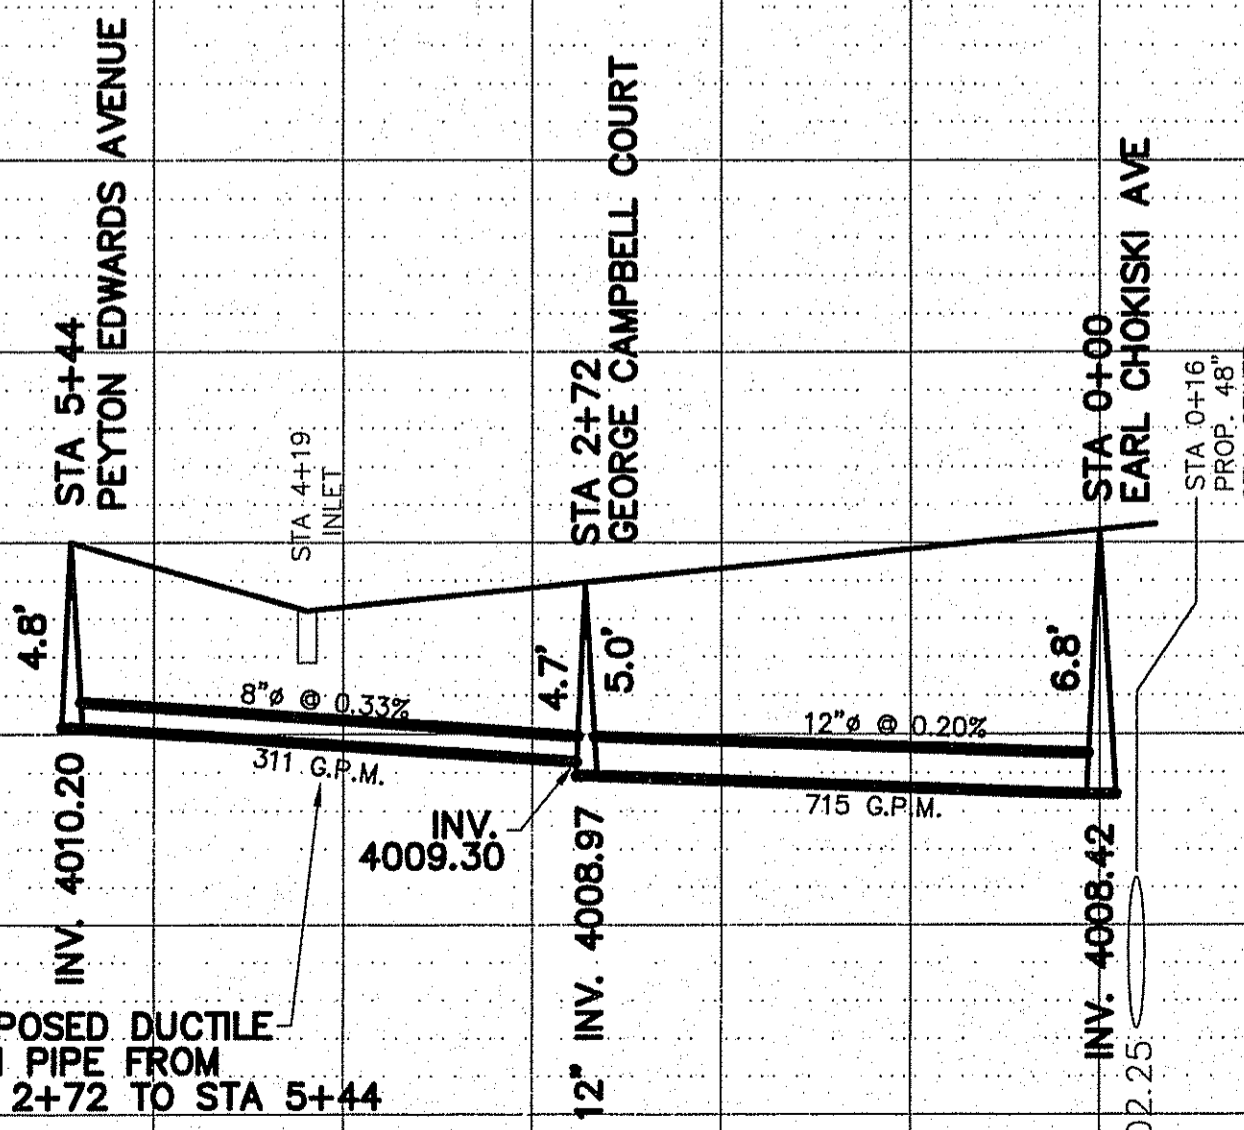 STA 5+44
PEYTON EDWARDS AVENUE
STA 4+19
INLET
STA 2+72
GEORGE CAMPBELL COURT
STA 0+00
EARL CHOKISKI AVE
STA 0+16
PROP. 48"
4.8'
4.7'
5.0'
6.8'
8"ø @ 0.33%
311 G.P.M.
12"ø @ 0.20%
715 G.P.M.
INV. 4010.20
INV.
4009.30
12" INV. 4008.97
INV. 4008.42
02.25
POSED DUCTILE
PIPE FROM
2+72 TO STA 5+44